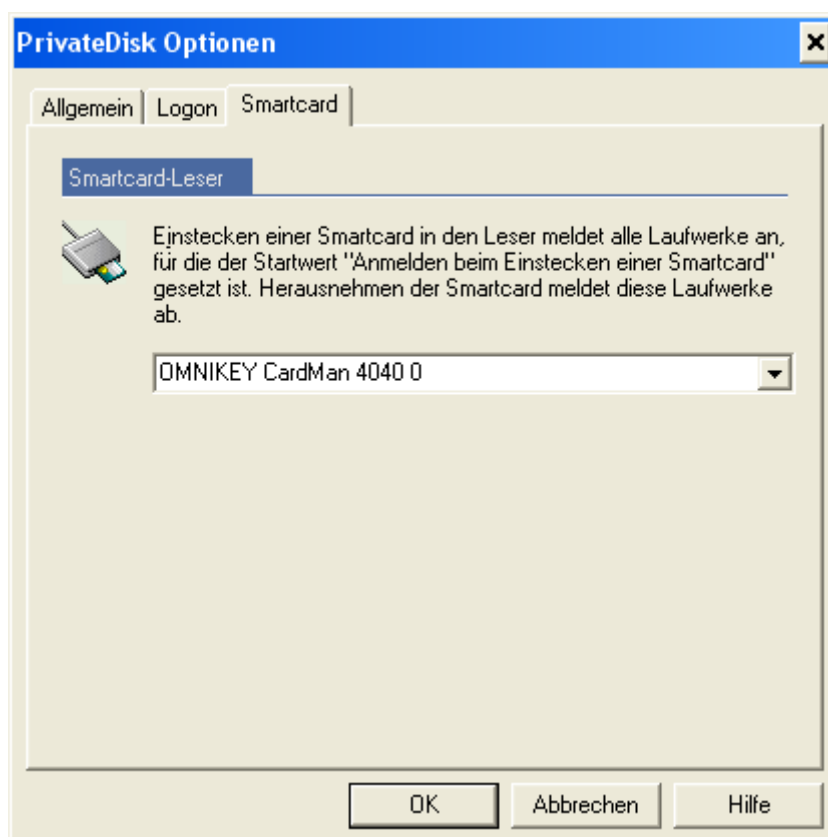 PrivateDisk Optionen
Allgemein
Logon
Smartcard
Smartcard-Leser
Einstecken einer Smartcard in den Leser meldet alle Laufwerke an,
für die der Startwert "Anmelden beim Einstecken einer Smartcard"
gesetzt ist. Herausnehmen der Smartcard meldet diese Laufwerke
ab.
OMNIKEY CardMan 4040 0
OK
Abbrechen
Hilfe